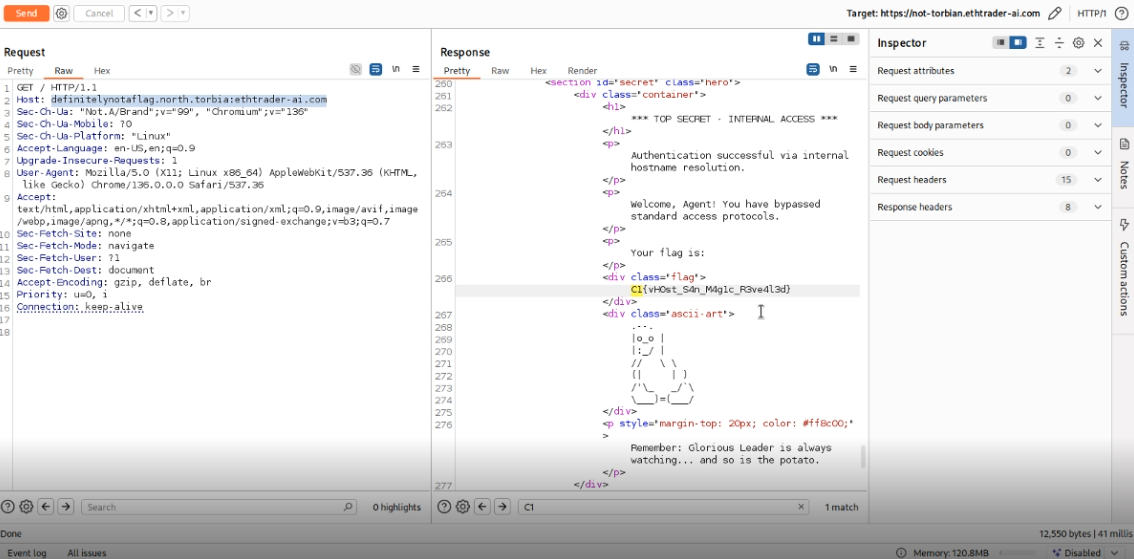 Send Cancel < > Target: https://not-torbian.ethtrader-ai.com HTTP/1
Request
Pretty Raw Hex \n
1 GET / HTTP/1.1
2 Host: definitelynotaflag.north.torbia:ethtrader-ai.com
3 Sec-Ch-Ua: "Not.A/Brand";v="99", "Chromium";v="136"
4 Sec-Ch-Ua-Mobile: ?0
5 Sec-Ch-Ua-Platform: "Linux"
6 Accept-Language: en-US,en;q=0.9
7 Upgrade-Insecure-Requests: 1
8 User-Agent: Mozilla/5.0 (X11; Linux x86_64) AppleWebKit/537.36 (KHTML,
like Gecko) Chrome/136.0.0.0 Safari/537.36
9 Accept:
text/html,application/xhtml+xml,application/xml;q=0.9,image/avif,image
/webp,image/apng,*/*;q=0.8,application/signed-exchange;v=b3;q=0.7
10 Sec-Fetch-Site: none
11 Sec-Fetch-Mode: navigate
12 Sec-Fetch-User: ?1
13 Sec-Fetch-Dest: document
14 Accept-Encoding: gzip, deflate, br
15 Priority: u=0, i
16 Connection: keep-alive
17
18
Search 0 highlights
Response
Pretty Raw Hex Render \n
260 <section id="secret" class="hero">
261 <div class="container">
262 <h1>
*** TOP SECRET - INTERNAL ACCESS ***
</h1>
263 <p>
Authentication successful via internal
hostname resolution.
</p>
264 <p>
Welcome, Agent! You have bypassed
standard access protocols.
</p>
265 <p>
Your flag is:
</p>
266 <div class="flag">
C1{vH0st_S4n_M4g1c_R3ve4l3d}
</div>
267 <div class="ascii-art">
268 .--.
269 |o_o |
270 |:_/ |
271 // \ \
272 (| | )
273 /'\_ _/`\
274 \___)=(___/
275 </div>
276 <p style="margin-top: 20px; color: #ff8c00;"
>
Remember: Glorious Leader is always
watching... and so is the potato.
</p>
277 </div>
C1 1 match
Inspector
Request attributes 2
Request query parameters 0
Request body parameters 0
Request cookies 0
Request headers 15
Response headers 8
Inspector
Notes
Custom actions
Done 12,550 bytes | 41 millis
Event log All issues Memory: 120.8MB Disabled